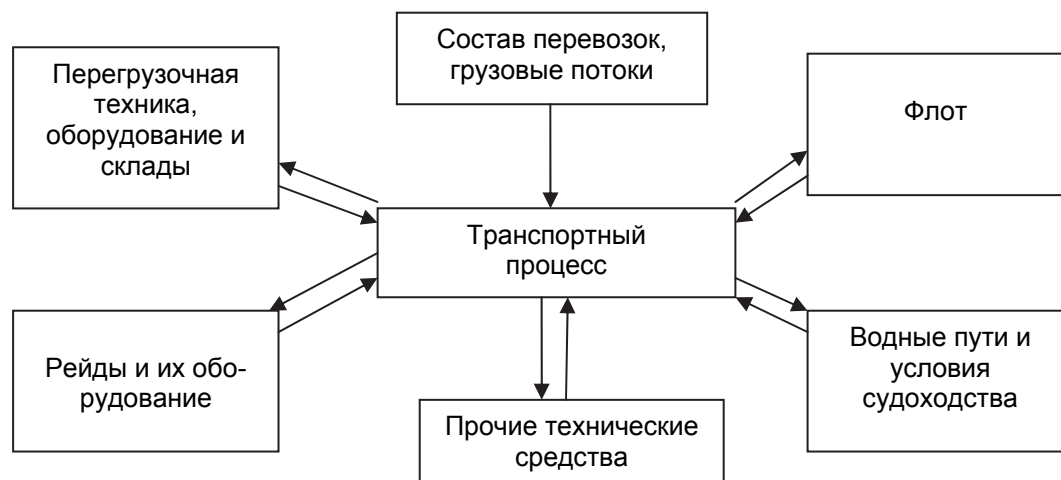 Состав перевозок,
грузовые потоки
Перегрузочная
техника,
оборудование и
склады
Флот
Транспортный
процесс
Рейды и их обо-
рудование
Водные пути и
условия
судоходства
Прочие технические
средства